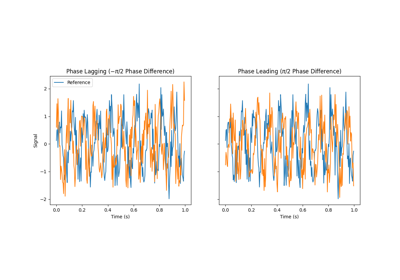 Phase Lagging (−π/2 Phase Difference)
Phase Leading (π/2 Phase Difference)
Reference
2
1
0
−1
−2
Signal
0.0 0.2 0.4 0.6 0.8 1.0
0.0 0.2 0.4 0.6 0.8 1.0
Time (s)
Time (s)